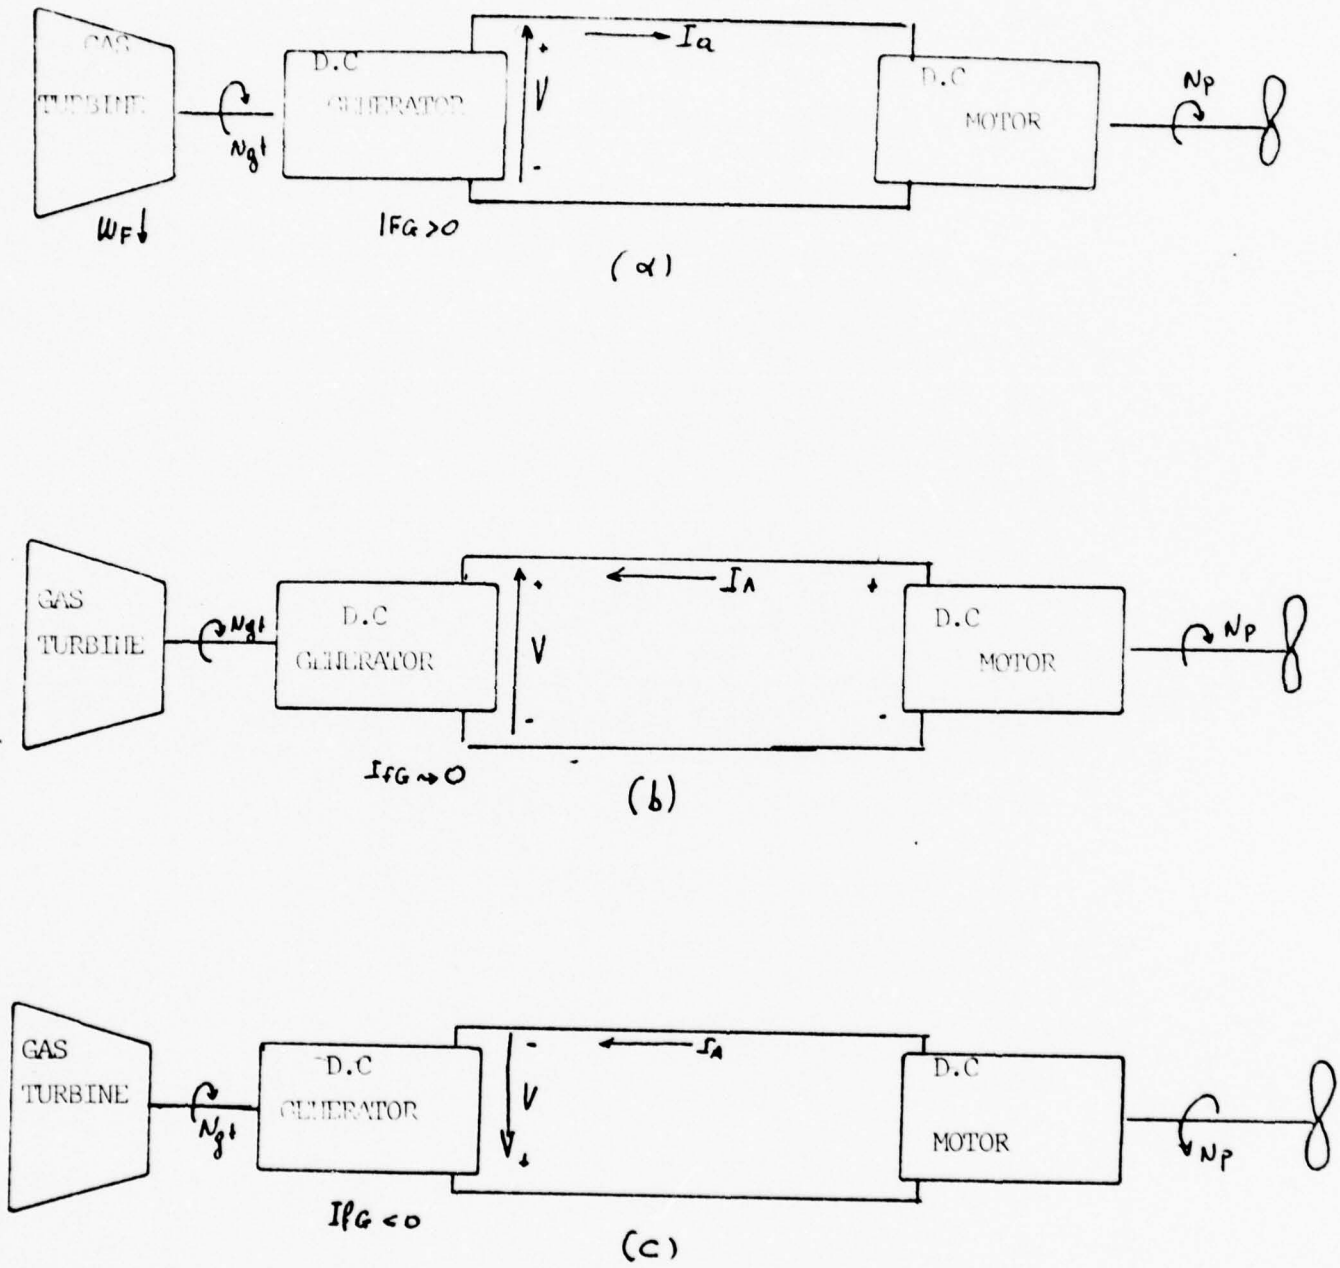 GAS
TURBINE
Ngt
WF↓
D.C
GENERATOR
IFG>0
+
V
-
Ia
D.C
MOTOR
Np
(α)
GAS
TURBINE
Ngt
D.C
GENERATOR
IfG→0
+
V
-
IA
+
-
D.C
MOTOR
Np
(b)
GAS
TURBINE
Ngt
D.C
GENERATOR
IfG<0
-
V
+
IA
D.C
MOTOR
Np
(c)